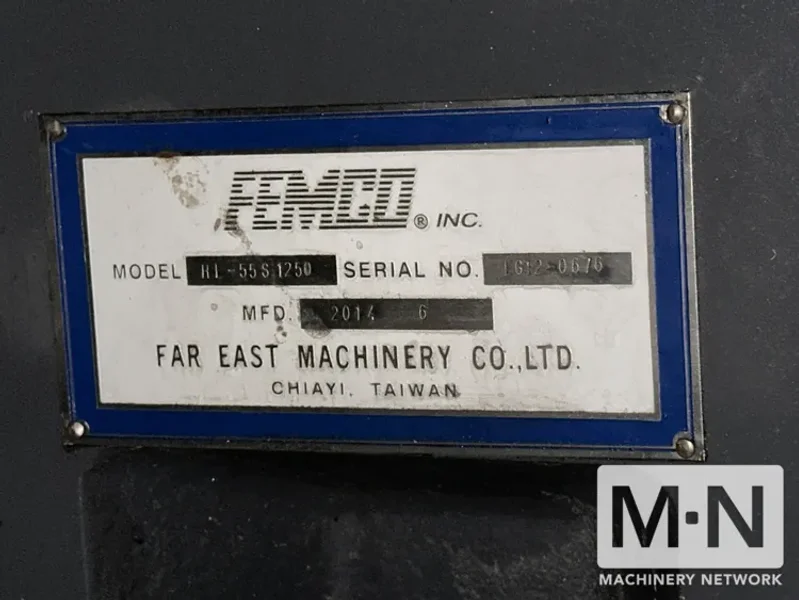 FEMCO ® INC.
MODEL HL-55S1250 SERIAL NO. LG12-0676
MFD. 2014 6
FAR EAST MACHINERY CO.,LTD.
CHIAYI, TAIWAN
M·N
MACHINERY NETWORK